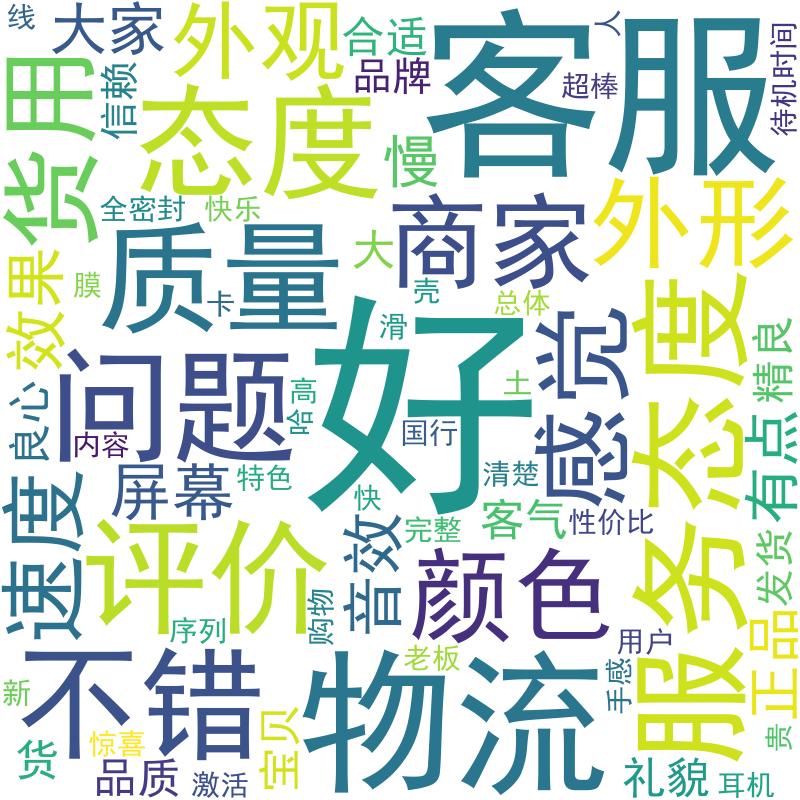 线
大家
外观
合适
客服
人
待机时间
品牌
超棒
信赖
货用
态度
慢
全密封
快乐
商家
外形
质量
大
效果
膜
卡
壳
总体
滑
好
感觉
服务态度
问题
良心
内容
哈
高
国行
土
精良
有点
屏幕
特色
清楚
快
速度
评价
音效
完整
客气
性价比
颜色
发货
购物
序列
用户
正品
不错
物流
老板
手感
新
惊喜
宝贝
贵
货
品质
激活
礼貌
耳机